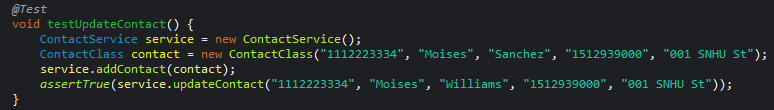 @Test
void testUpdateContact() {
ContactService service = new ContactService();
ContactClass contact = new ContactClass("1112223334", "Moises", "Sanchez", "1512939000", "001 SNHU St");
service.addContact(contact);
assertTrue(service.updateContact("1112223334", "Moises", "Williams", "1512939000", "001 SNHU St"));
}